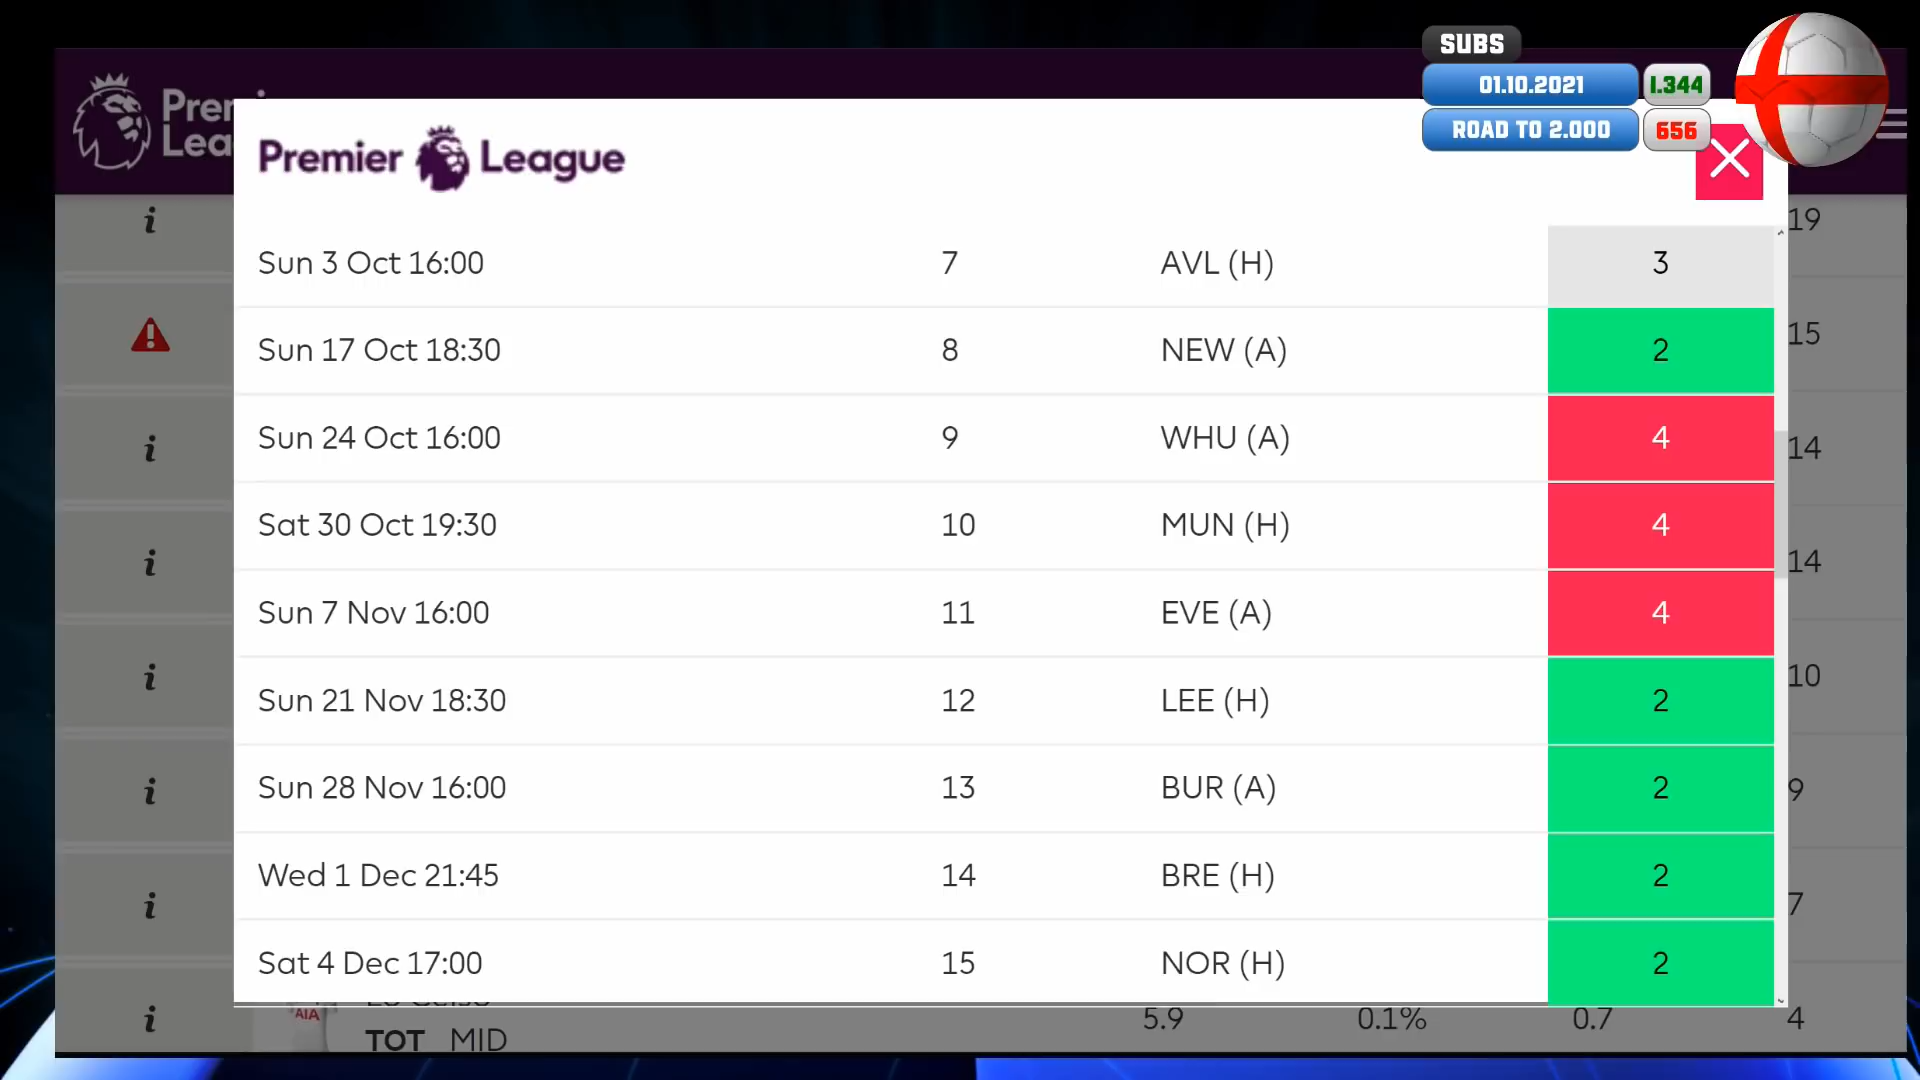 SUBS
01.10.2021 1.344
ROAD TO 2.000 656
Premier League
19
Sun 3 Oct 16:00 7 AVL (H) 3
Sun 17 Oct 18:30 8 NEW (A) 2 15
Sun 24 Oct 16:00 9 WHU (A) 4 14
Sat 30 Oct 19:30 10 MUN (H) 4 14
Sun 7 Nov 16:00 11 EVE (A) 4
Sun 21 Nov 18:30 12 LEE (H) 2 10
Sun 28 Nov 16:00 13 BUR (A) 2 9
Wed 1 Dec 21:45 14 BRE (H) 2 7
Sat 4 Dec 17:00 15 NOR (H) 2
AIA 5.9 0.1% 0.7 4
TOT MID